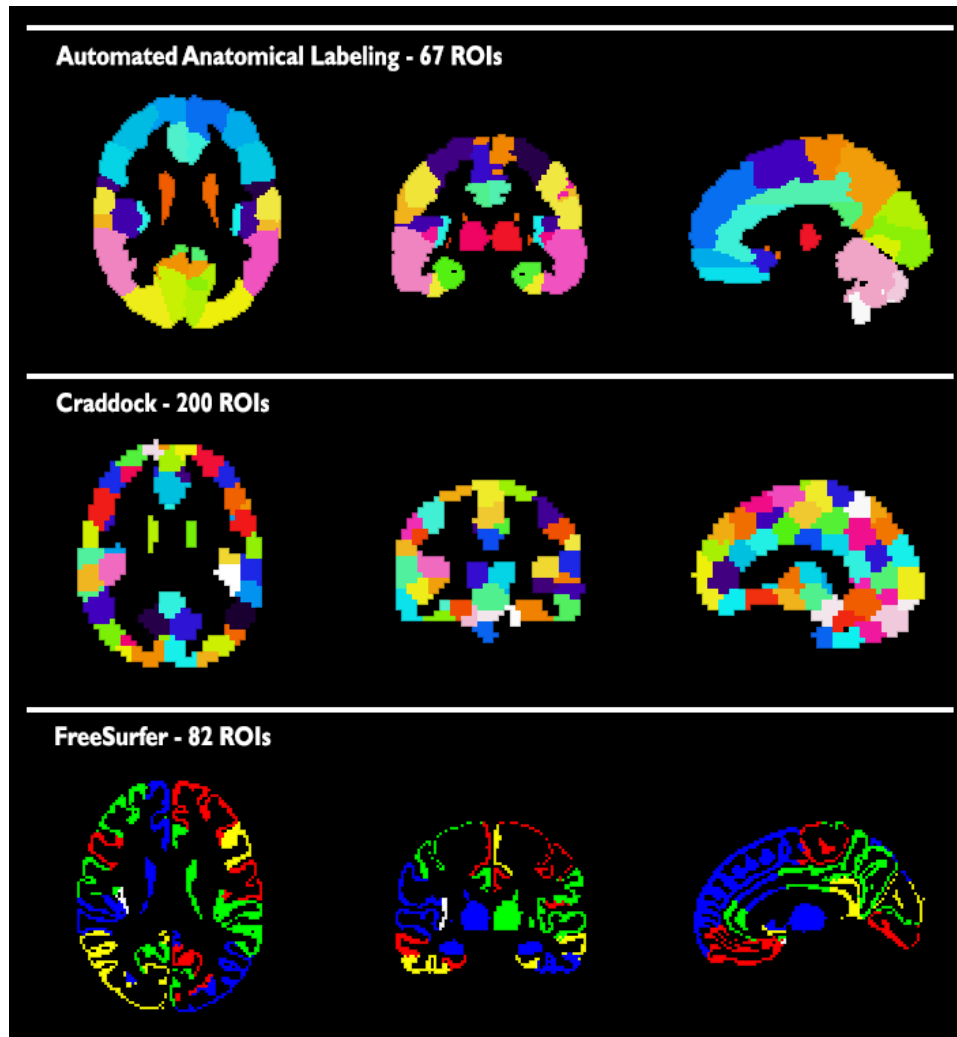 Automated Anatomical Labeling - 67 ROIs
Craddock - 200 ROIs
FreeSurfer - 82 ROIs